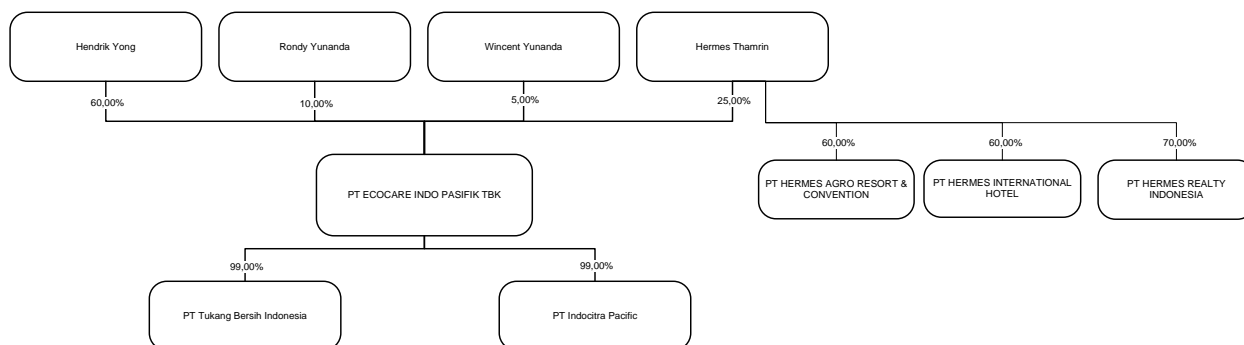 Hendrik Yong
Rondy Yunanda
Wincent Yunanda
Hermes Thamrin
60,00%
10,00%
5,00%
25,00%
60,00%
60,00%
70,00%
PT ECOCARE INDO PASIFIK TBK
PT HERMES AGRO RESORT &
CONVENTION
PT HERMES INTERNATIONAL
HOTEL
PT HERMES REALTY
INDONESIA
99,00%
99,00%
PT Tukang Bersih Indonesia
PT Indocitra Pacific